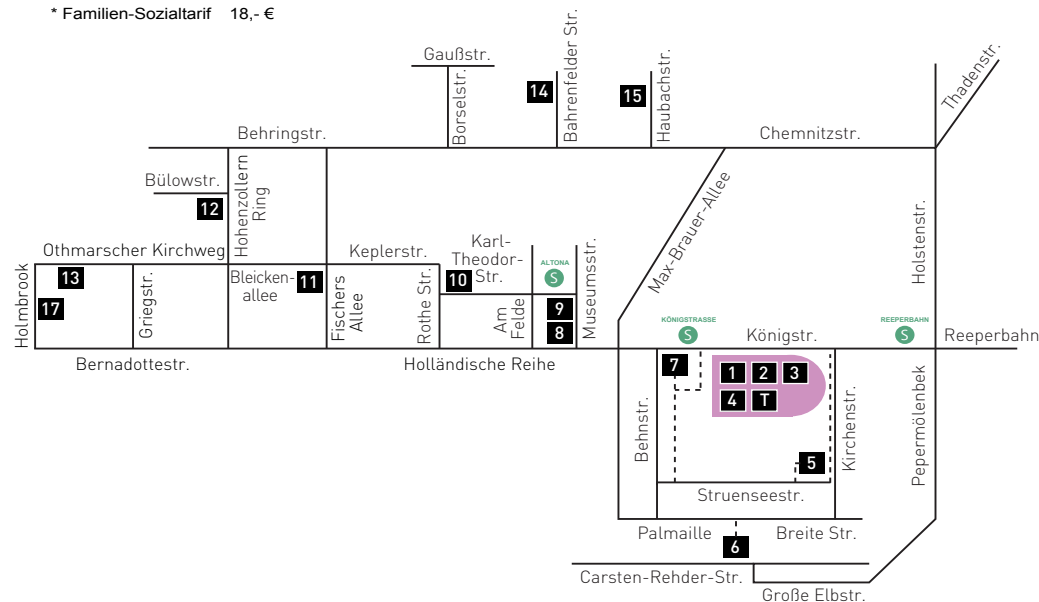 * Familien-Sozialtarif 18,- €
Gaußstr.
Borselstr.
14
Bahrenfelder Str.
15
Haubachstr.
Thadenstr.
Behringstr.
Chemnitzstr.
Bülowstr.
12
Hohenzollern
Ring
Max-Brauer-Allee
Holstenstr.
Othmarscher Kirchweg
Keplerstr.
Karl-
Theodor-
Str.
ALTONA
S
Museumsstr.
Holmbrook
13
17
Griegstr.
Bleicken-
allee
11
Fischers
Allee
Rothe Str.
10
Am
Felde
9
8
KÖNIGSTRASSE
S
Königstr.
REEPERBAHN
S
Reeperbahn
Bernadottestr.
Holländische Reihe
7
1
2
3
4
T
Behnstr.
Kirchenstr.
Pepermölenbek
5
Struenseestr.
Palmaille
6
Breite Str.
Carsten-Rehder-Str.
Große Elbstr.